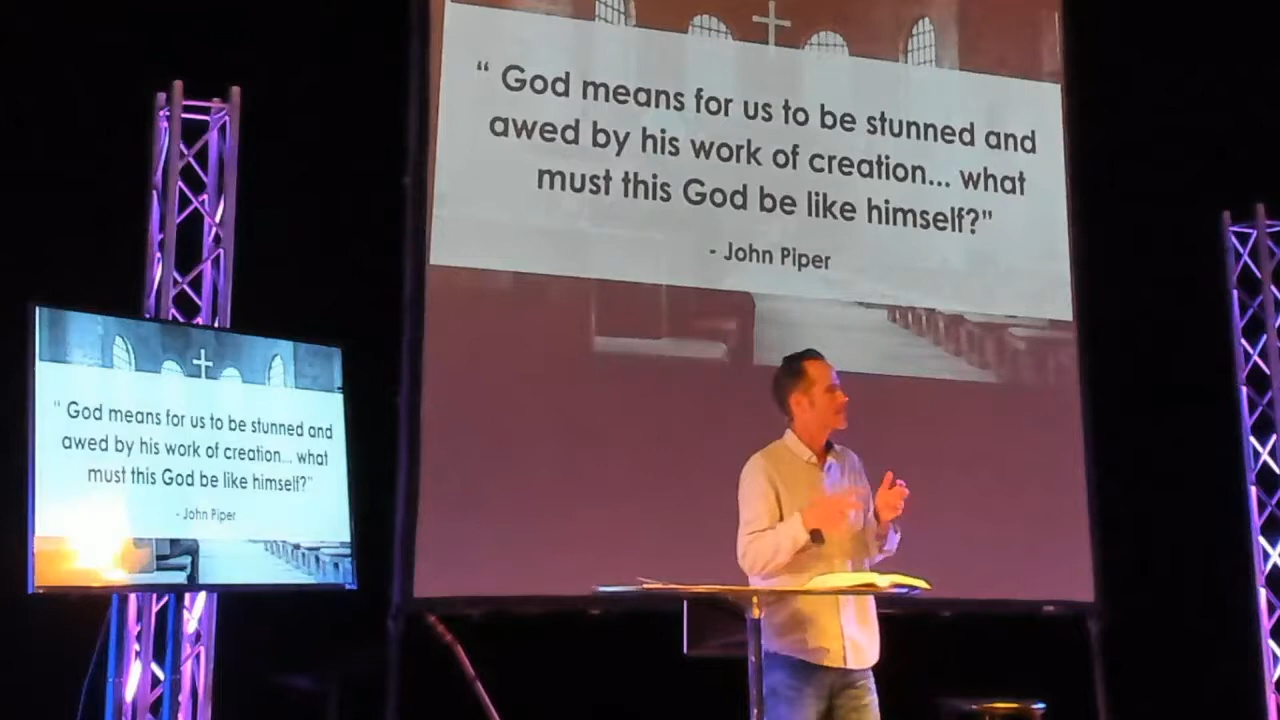 “ God means for us to be stunned and
awed by his work of creation... what
must this God be like himself?"
- John Piper
“ God means for us to be stunned and
awed by his work of creation... what
must this God be like himself?"
- John Piper